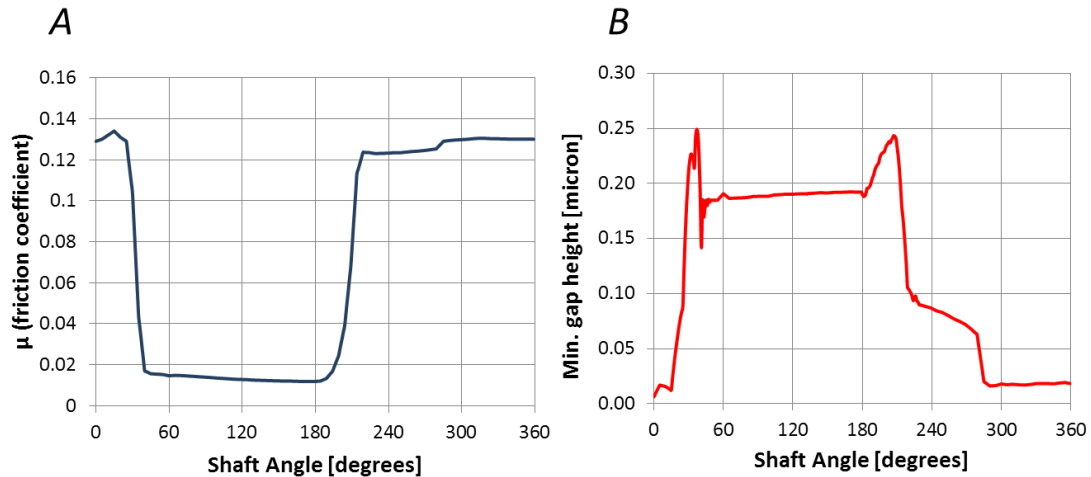 A
B
μ (friction coefficient)
0.16
0.14
0.12
0.1
0.08
0.06
0.04
0.02
0
0 60 120 180 240 300 360
Shaft Angle [degrees]
Min. gap height [micron]
0.30
0.25
0.20
0.15
0.10
0.05
0.00
0 60 120 180 240 300 360
Shaft Angle [degrees]